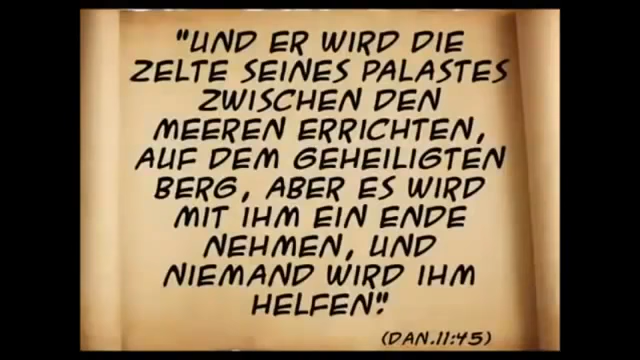 "UND ER WIRD DIE
ZELTE SEINES PALASTES
ZWISCHEN DEN
MEEREN ERRICHTEN,
AUF DEM GEHEILIGTEN
BERG, ABER ES WIRD
MIT IHM EIN ENDE
NEHMEN, UND
NIEMAND WIRD IHM
HELFEN".
(DAN.11:45)